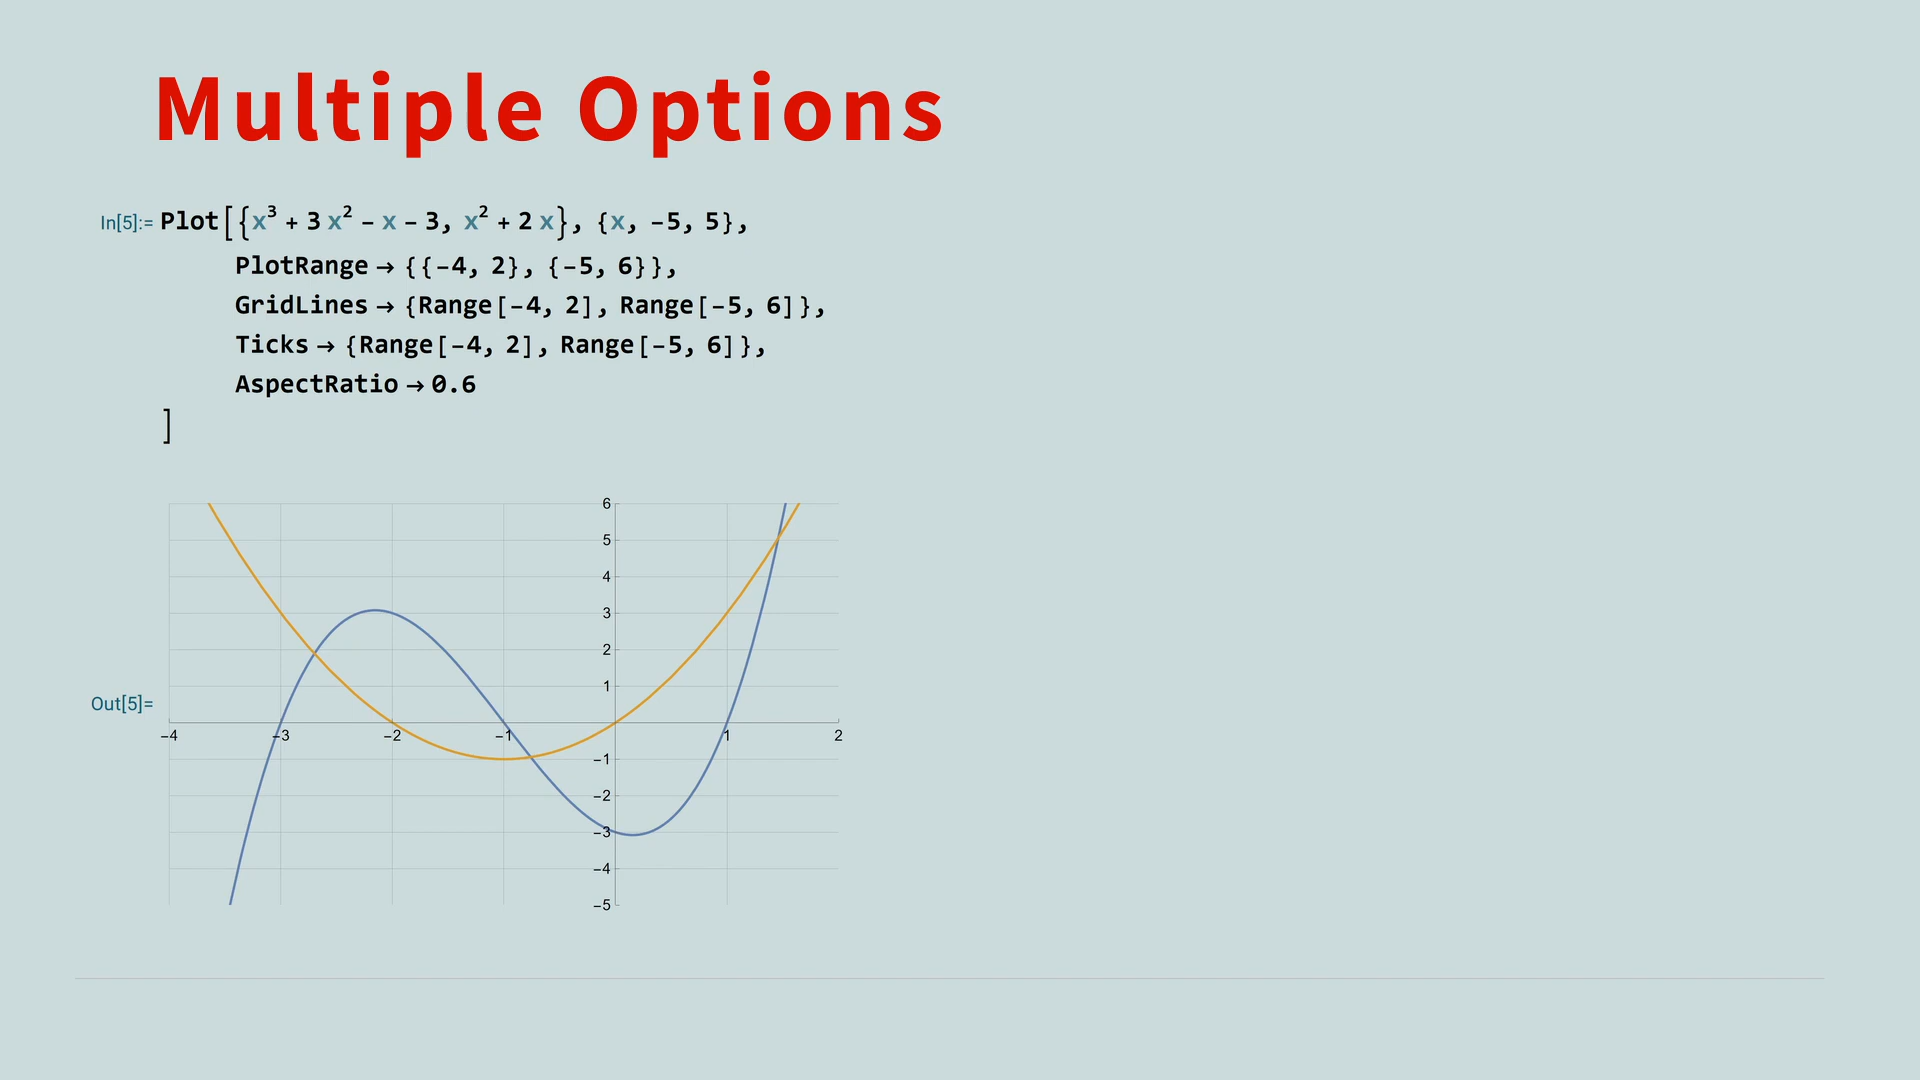 Multiple Options
In[5]:= Plot[{x³ + 3 x² – x – 3, x² + 2 x}, {x, –5, 5},
PlotRange → {{–4, 2}, {–5, 6}},
GridLines → {Range[–4, 2], Range[–5, 6]},
Ticks → {Range[–4, 2], Range[–5, 6]},
AspectRatio → 0.6
]
6
5
4
3
2
1
Out[5]=
–4 –3 –2 –1 1 2
–1
–2
–3
–4
–5